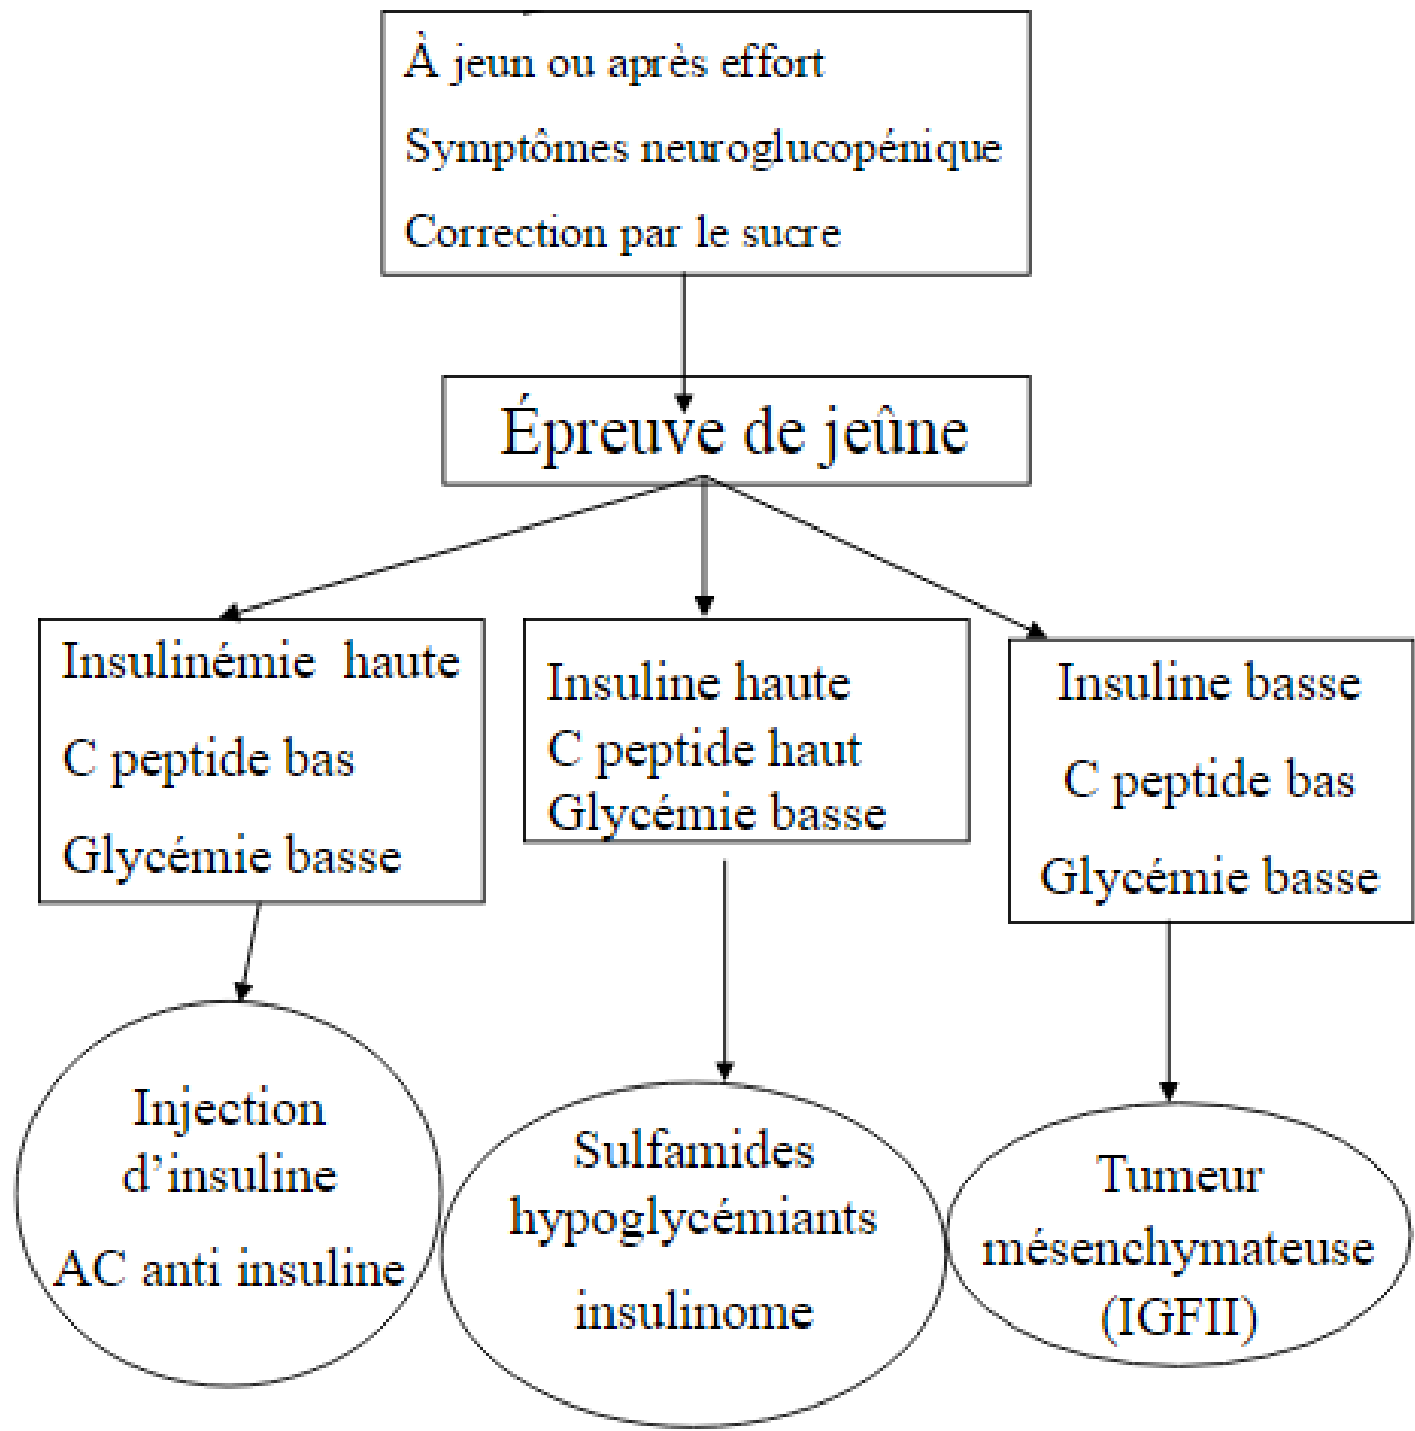 À jeun ou après effort
Symptômes neuroglucopénique
Correction par le sucre
Épreuve de jeûne
Insulinémie haute
C peptide bas
Glycémie basse
Insuline haute
C peptide haut
Glycémie basse
Insuline basse
C peptide bas
Glycémie basse
Injection
d’insuline
AC anti insuline
Sulfamides
hypoglycémiants
insulinome
Tumeur
mésenchymateuse
(IGFII)